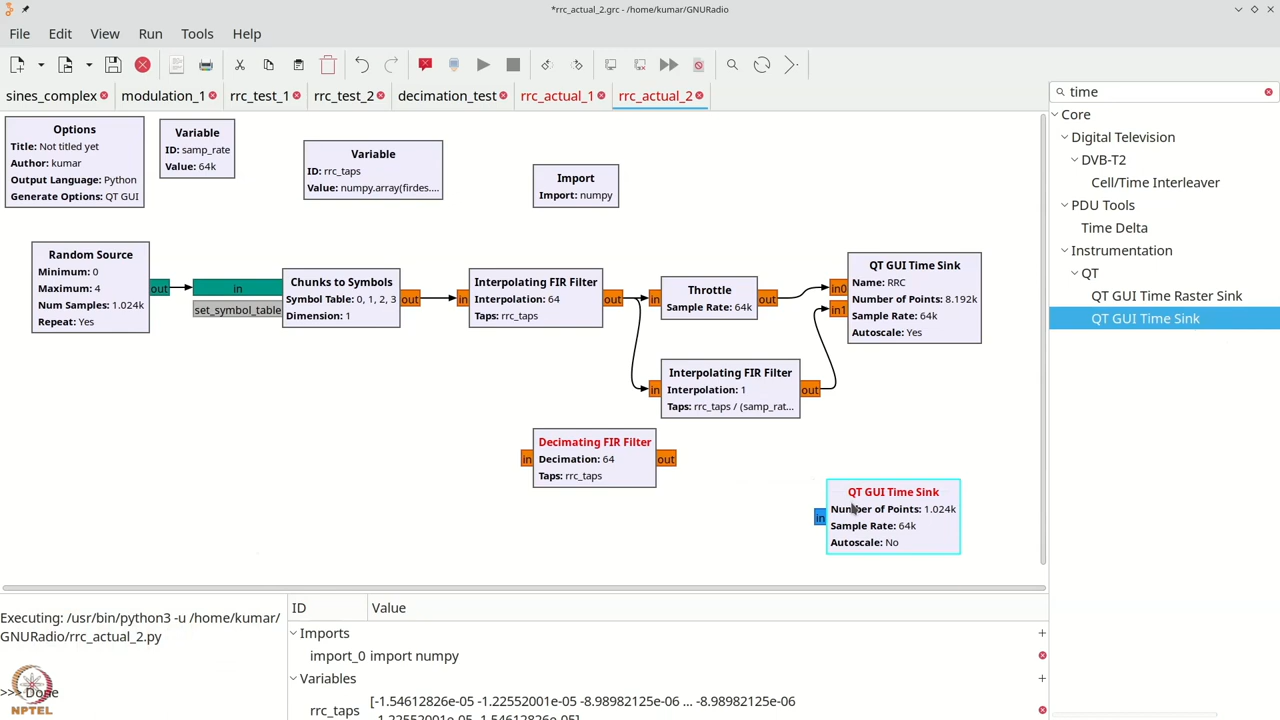 *rrc_actual_2.grc - /home/kumar/GNURadio
File Edit View Run Tools Help
sines_complex modulation_1 rrc_test_1 rrc_test_2 decimation_test rrc_actual_1 rrc_actual_2
Options
Title: Not titled yet
Author: kumar
Output Language: Python
Generate Options: QT GUI
Variable
ID: samp_rate
Value: 64k
Variable
ID: rrc_taps
Value: numpy.array(firdes....
Import
Import: numpy
Random Source
Minimum: 0
Maximum: 4
Num Samples: 1.024k
Repeat: Yes
out
in
set_symbol_table
Chunks to Symbols
Symbol Table: 0, 1, 2, 3
Dimension: 1
out
in
Interpolating FIR Filter
Interpolation: 64
Taps: rrc_taps
out
in
Throttle
Sample Rate: 64k
out
in0
in1
QT GUI Time Sink
Name: RRC
Number of Points: 8.192k
Sample Rate: 64k
Autoscale: Yes
in
Interpolating FIR Filter
Interpolation: 1
Taps: rrc_taps / (samp_rat...
out
in
Decimating FIR Filter
Decimation: 64
Taps: rrc_taps
out
in
QT GUI Time Sink
Number of Points: 1.024k
Sample Rate: 64k
Autoscale: No
time
Core
Digital Television
DVB-T2
Cell/Time Interleaver
PDU Tools
Time Delta
Instrumentation
QT
QT GUI Time Raster Sink
QT GUI Time Sink
Executing: /usr/bin/python3 -u /home/kumar/
GNURadio/rrc_actual_2.py
>>> Done
NPTEL
ID Value
Imports
import_0 import numpy
Variables
rrc_taps
[-1.54612826e-05 -1.22552001e-05 -8.98982125e-06 ... -8.98982125e-06
-1.22552001e-05 -1.54612826e-05]